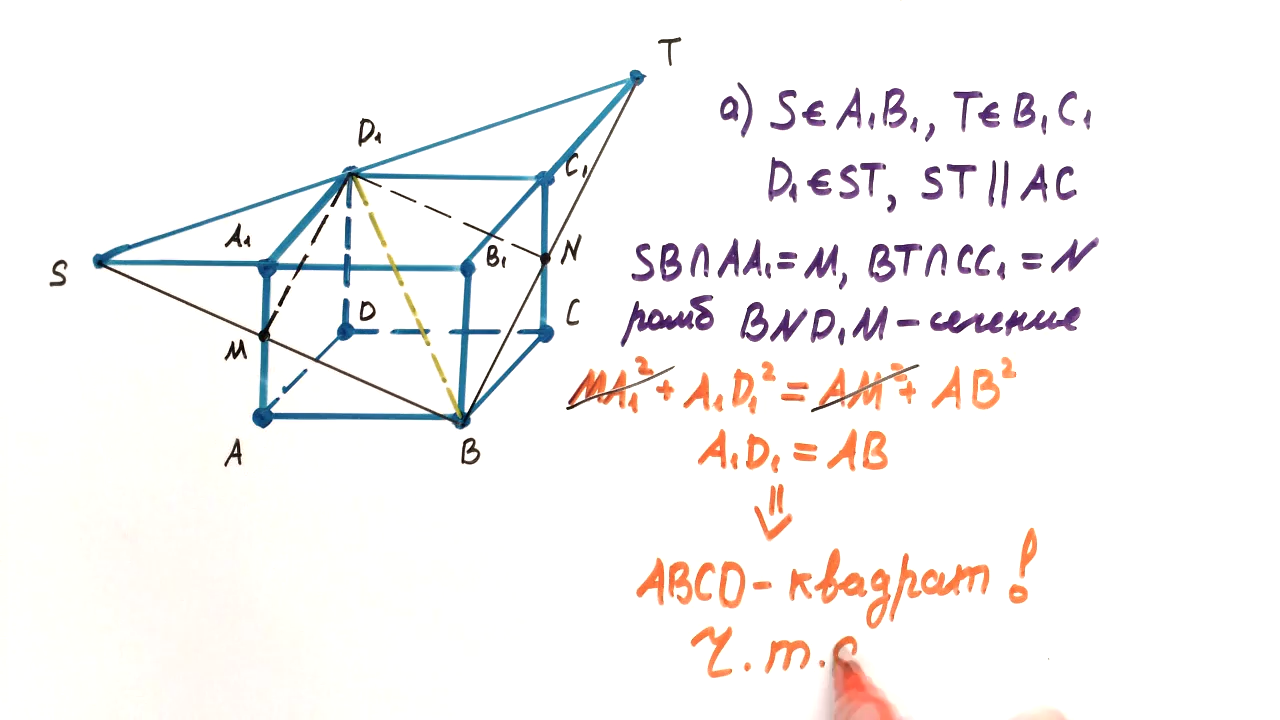 T
а) S∈A₁B₁, T∈B₁C₁
D₁
D₁∈ST, ST || AC
C₁
A₁
B₁
N
S
SB∩AA₁=M, BT∩CC₁=N
D
C
ромб BND₁M-сечение
M
MA₁²+A₁D₁²=AM²+AB²
A
B
A₁D₁=AB
ABCD-квадрат!
Ч.т.